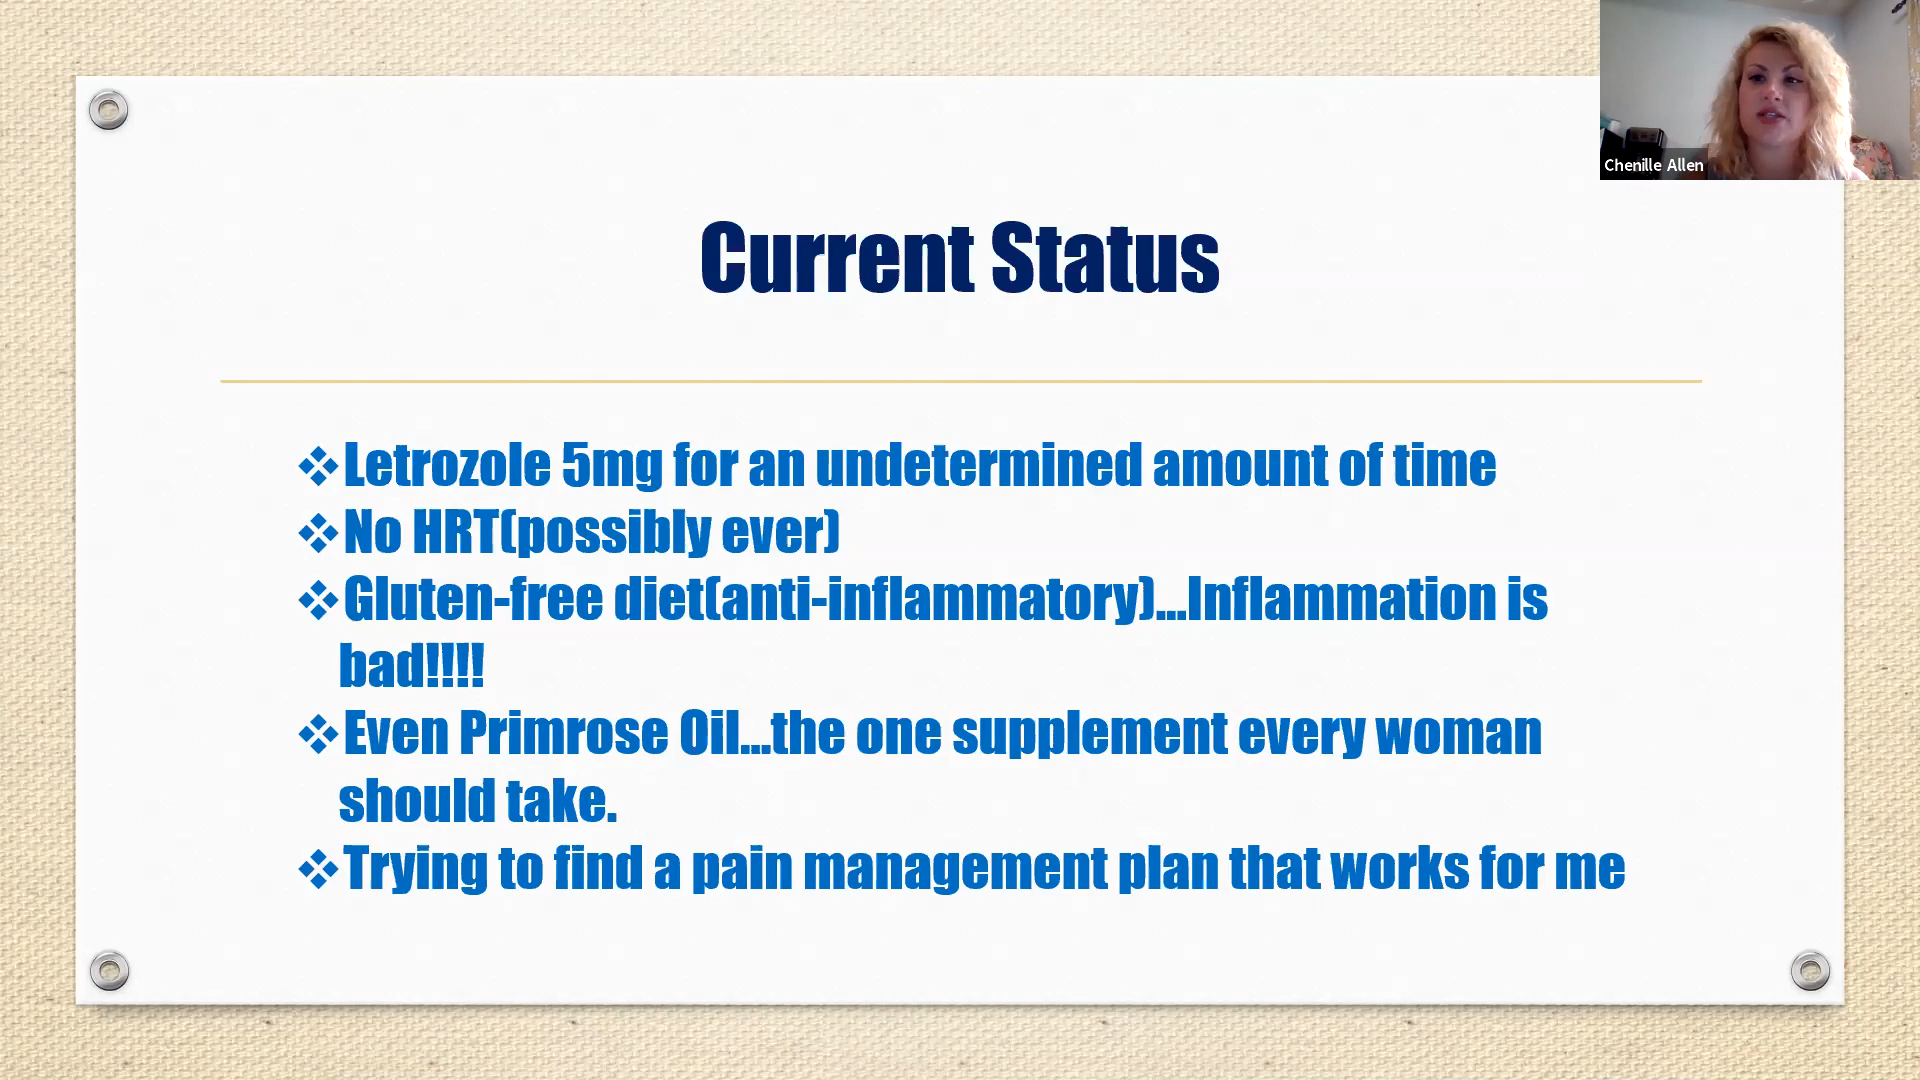 Chenille Allen
Current Status
❖Letrozole 5mg for an undetermined amount of time
❖No HRT(possibly ever)
❖Gluten-free diet(anti-inflammatory)...Inflammation is
bad!!!!
❖Even Primrose Oil...the one supplement every woman
should take.
❖Trying to find a pain management plan that works for me